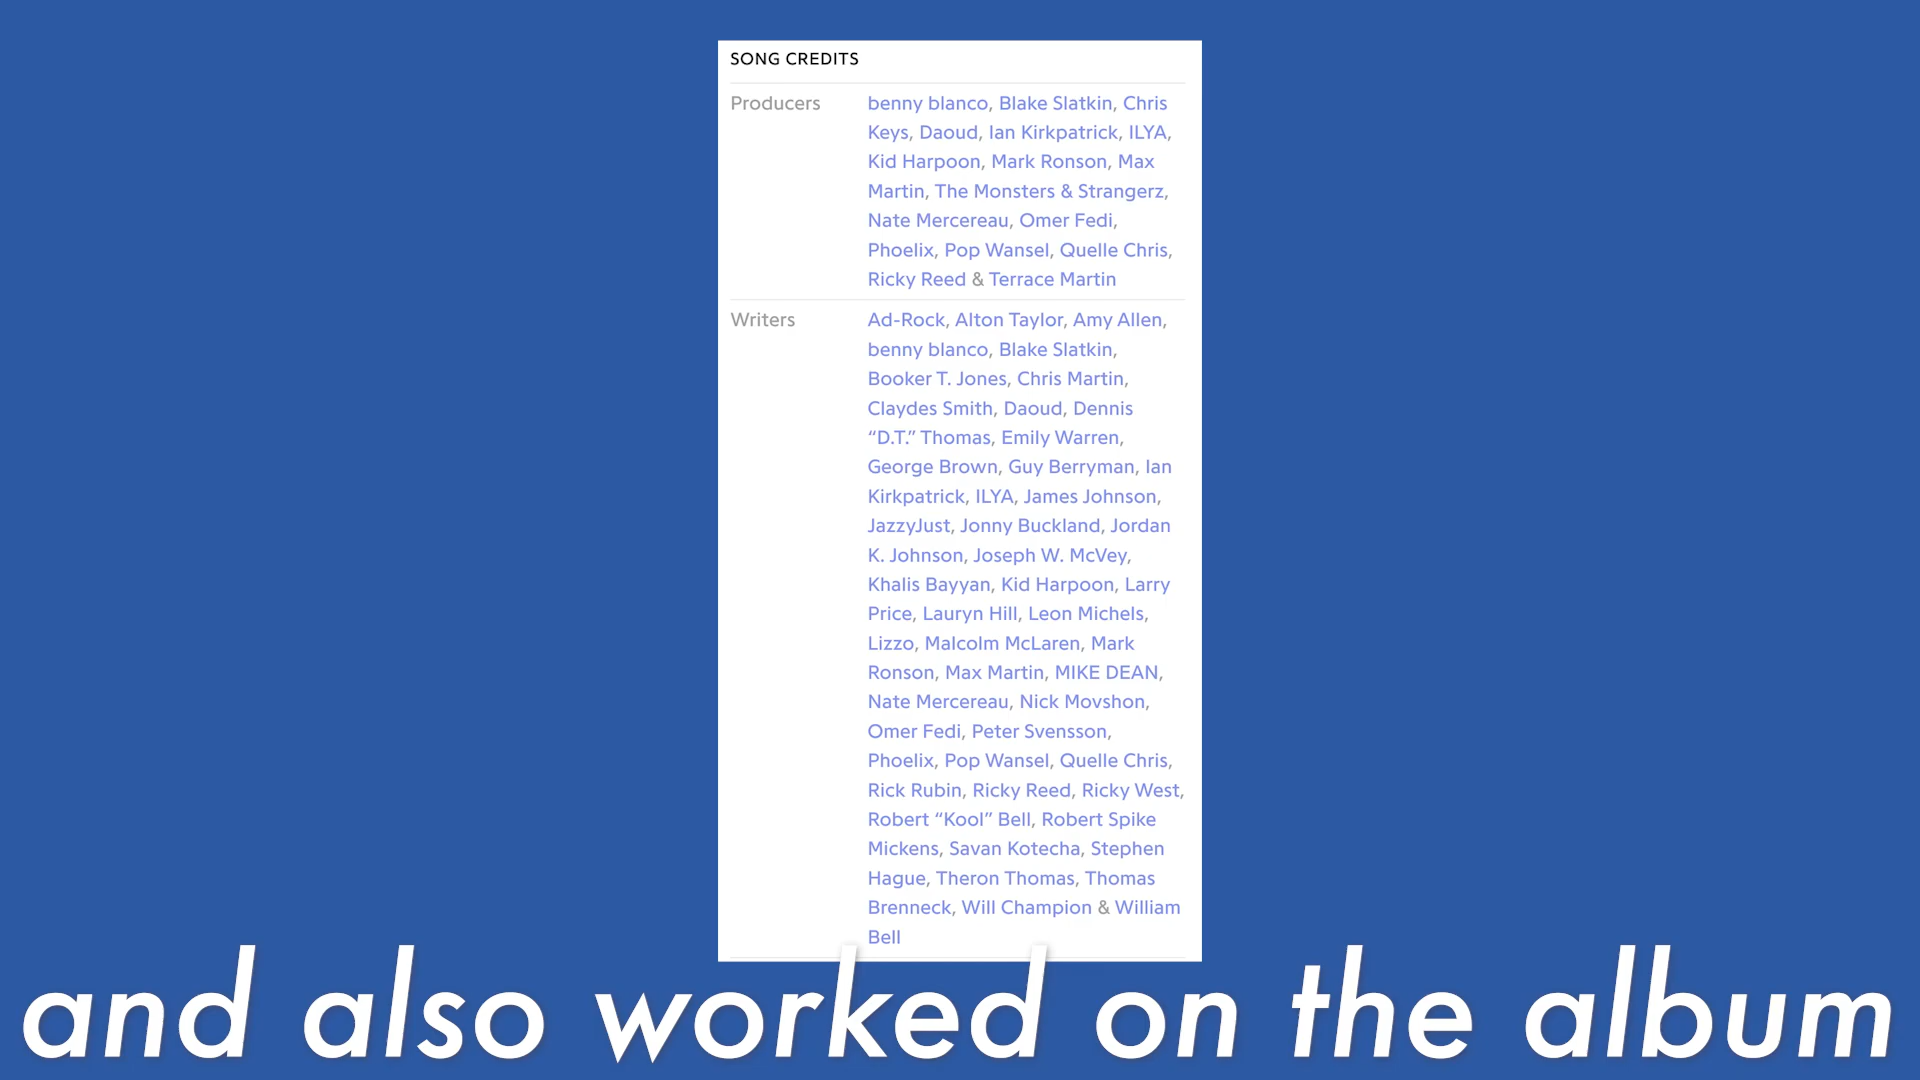 SONG CREDITS
Producers
benny blanco, Blake Slatkin, Chris
Keys, Daoud, Ian Kirkpatrick, ILYA,
Kid Harpoon, Mark Ronson, Max
Martin, The Monsters & Strangerz,
Nate Mercereau, Omer Fedi,
Phoelix, Pop Wansel, Quelle Chris,
Ricky Reed & Terrace Martin
Writers
Ad-Rock, Alton Taylor, Amy Allen,
benny blanco, Blake Slatkin,
Booker T. Jones, Chris Martin,
Claydes Smith, Daoud, Dennis
“D.T.” Thomas, Emily Warren,
George Brown, Guy Berryman, Ian
Kirkpatrick, ILYA, James Johnson,
JazzyJust, Jonny Buckland, Jordan
K. Johnson, Joseph W. McVey,
Khalis Bayyan, Kid Harpoon, Larry
Price, Lauryn Hill, Leon Michels,
Lizzo, Malcolm McLaren, Mark
Ronson, Max Martin, MIKE DEAN,
Nate Mercereau, Nick Movshon,
Omer Fedi, Peter Svensson,
Phoelix, Pop Wansel, Quelle Chris,
Rick Rubin, Ricky Reed, Ricky West,
Robert “Kool” Bell, Robert Spike
Mickens, Savan Kotecha, Stephen
Hague, Theron Thomas, Thomas
Brenneck, Will Champion & William
Bell
and also worked on the album